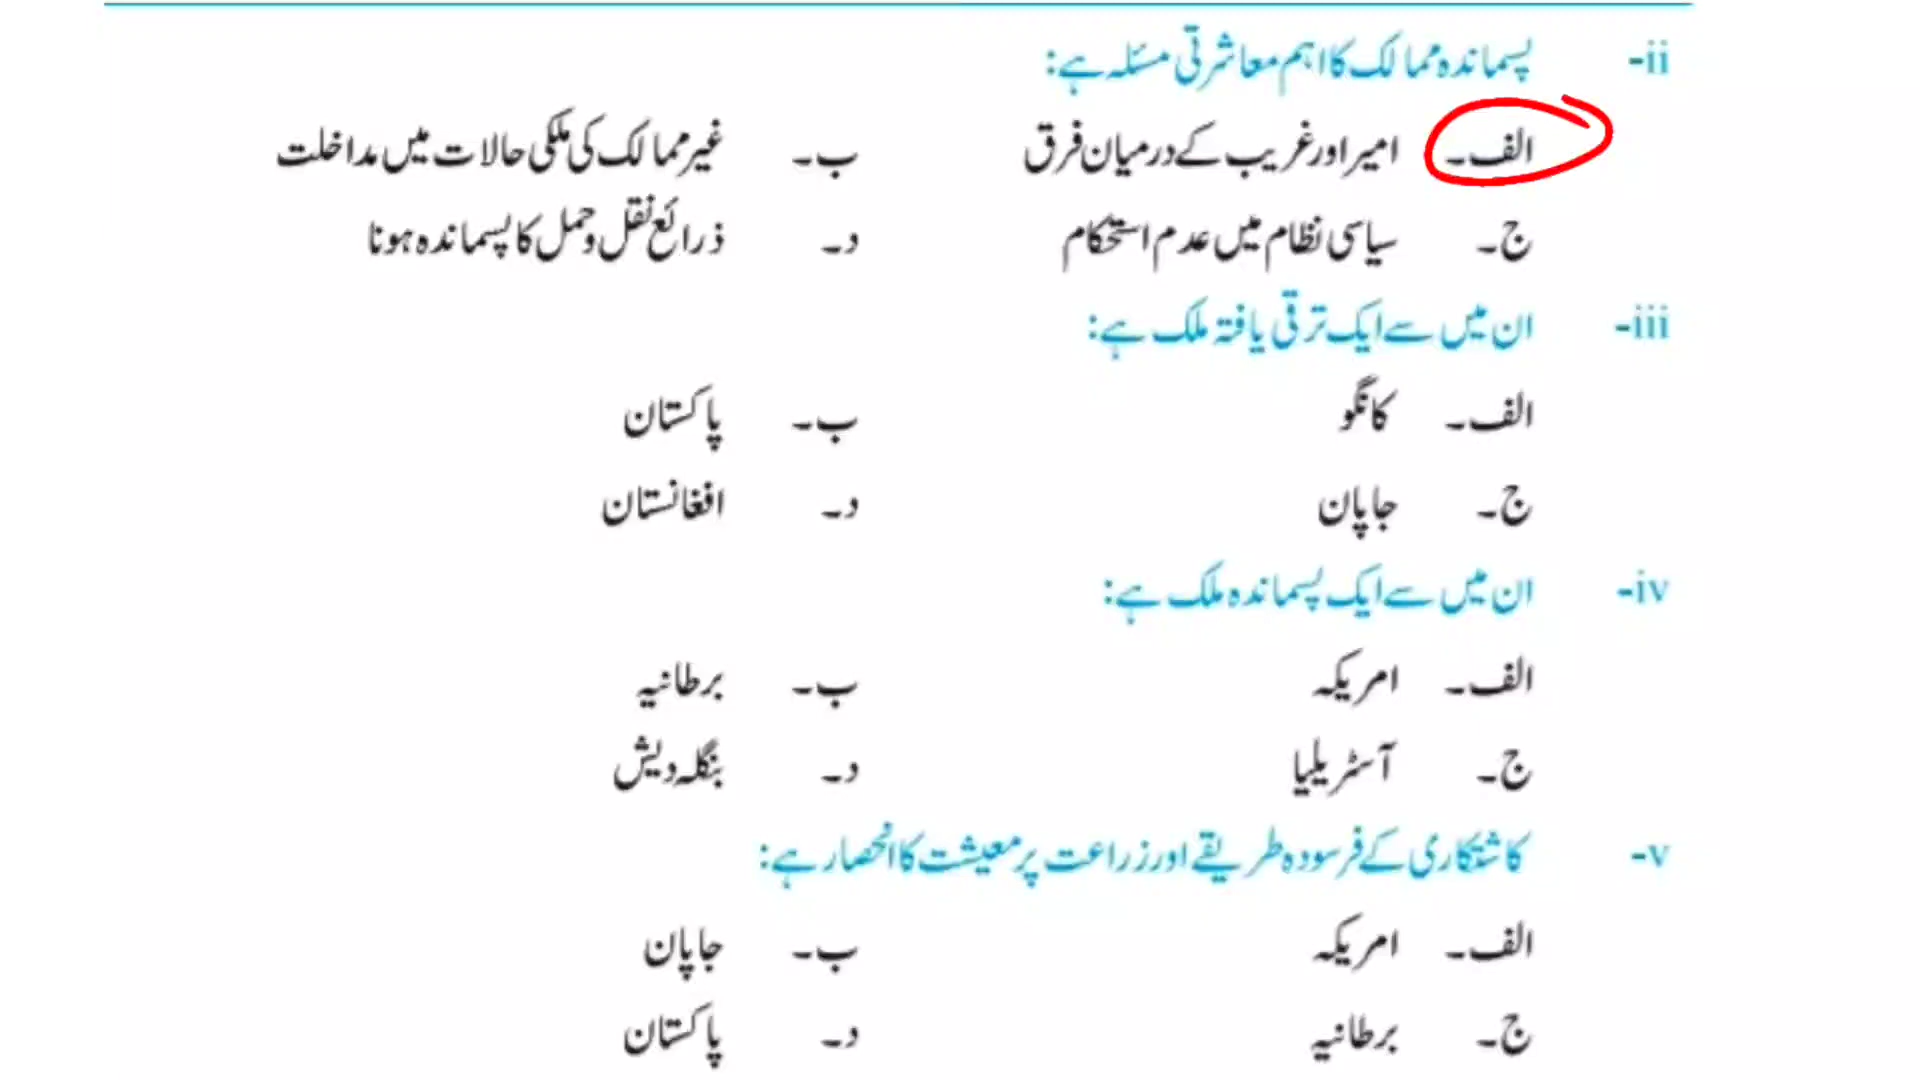 ii- پسماندہ ممالک کا اہم معاشرتی مسئلہ ہے:
الف۔ امیر اور غریب کے درمیان فرق ب۔ غیر ممالک کی ملکی حالات میں مداخلت
ج۔ سیاسی نظام میں عدم استحکام د۔ ذرائع نقل و حمل کا پسماندہ ہونا
iii- ان میں سے ایک ترقی یافتہ ملک ہے:
الف۔ کانگو ب۔ پاکستان
ج۔ جاپان د۔ افغانستان
iv- ان میں سے ایک پسماندہ ملک ہے:
الف۔ امریکہ ب۔ برطانیہ
ج۔ آسٹریلیا د۔ بنگلہ دیش
v- کاشتکاری کے فرسودہ طریقے اور زراعت پر معیشت کا انحصار ہے:
الف۔ امریکہ ب۔ جاپان
ج۔ برطانیہ د۔ پاکستان